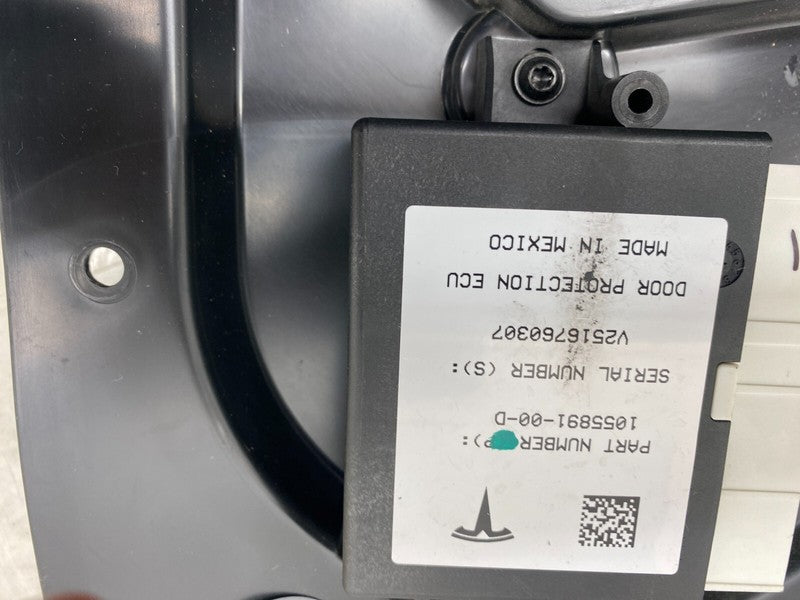 PART NUMBER(P):
1055891-00-D
SERIAL NUMBER (S):
V2516760307
DOOR PROTECTION ECU
MADE IN MEXICO